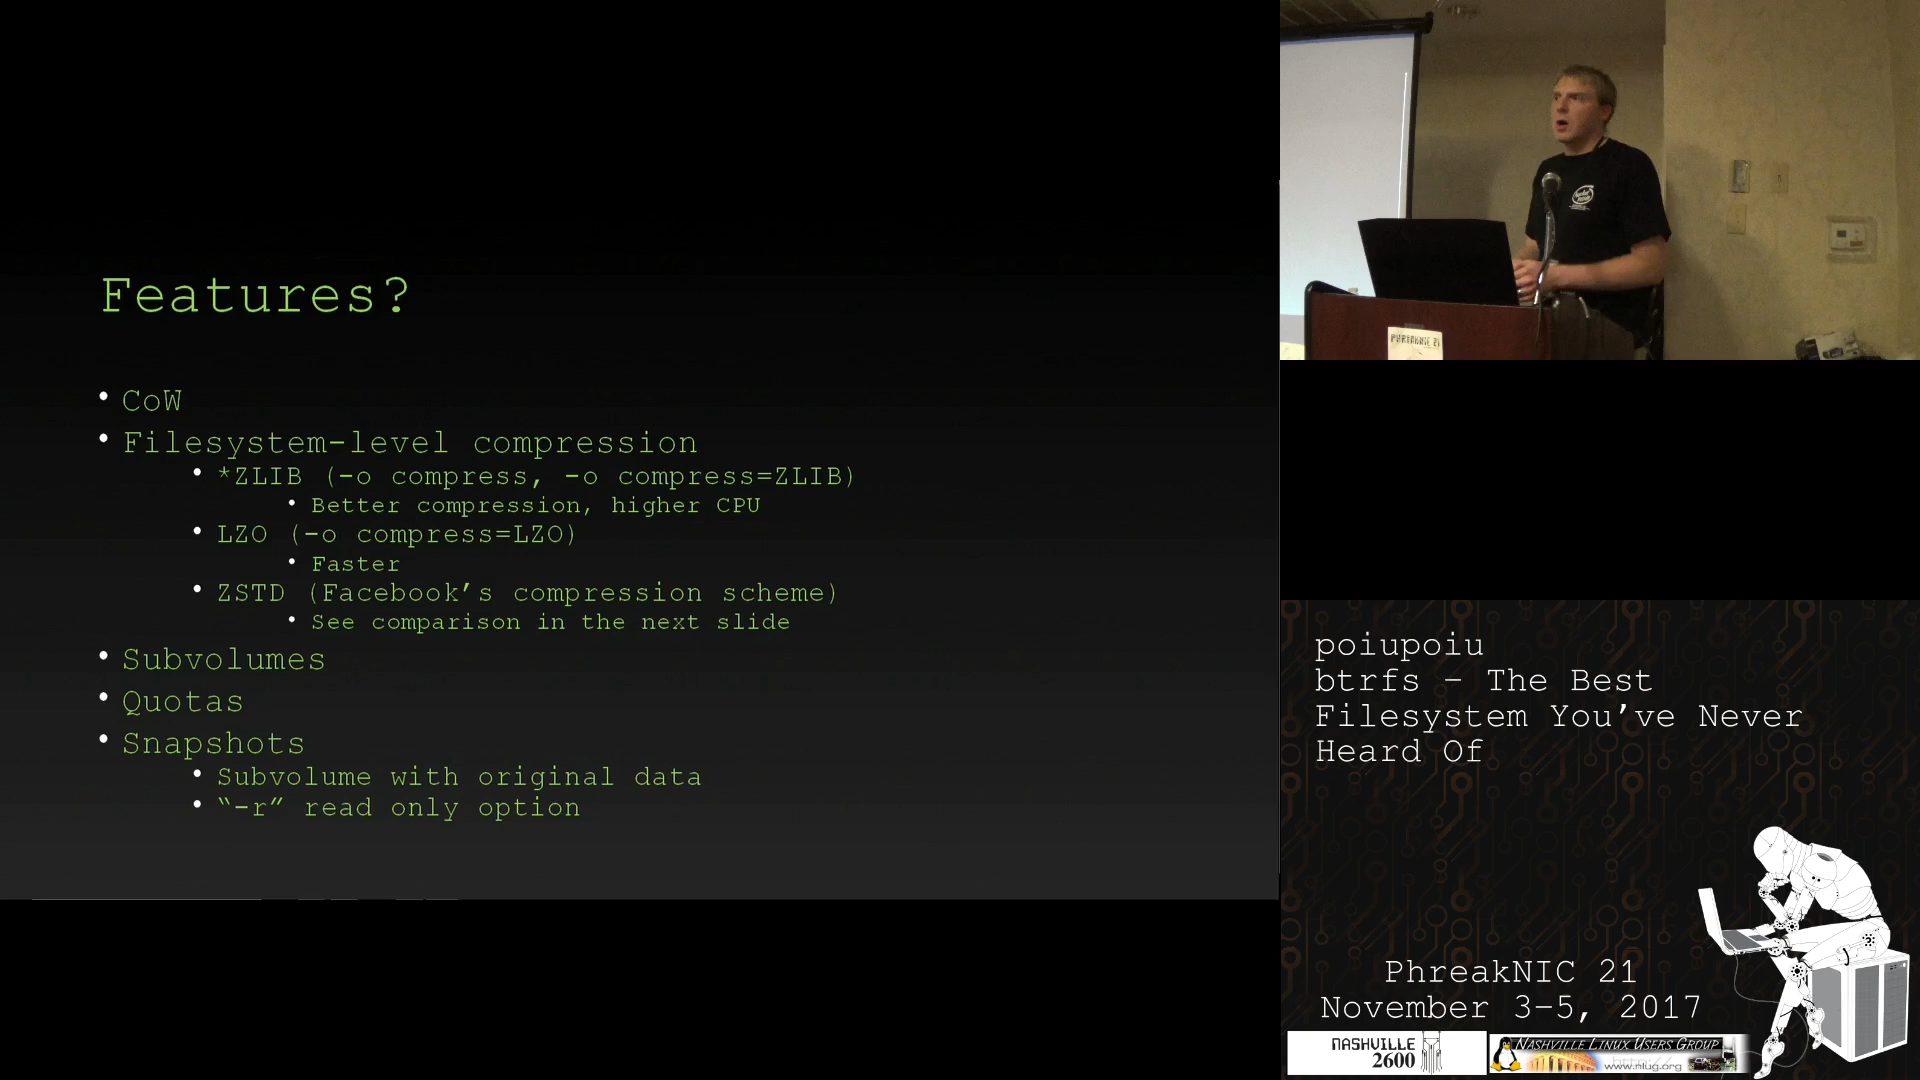 Features?
CoW
Filesystem-level compression
*ZLIB (-o compress, -o compress=ZLIB)
Better compression, higher CPU
LZO (-o compress=LZO)
Faster
ZSTD (Facebook’s compression scheme)
See comparison in the next slide
Subvolumes
Quotas
Snapshots
Subvolume with original data
“-r” read only option
PHREAKNIC 21
poiupoiu
btrfs – The Best
Filesystem You’ve Never
Heard Of
PhreakNIC 21
November 3–5, 2017
NASHVILLE
2600
NASHVILLE LINUX USERS GROUP
www.nlug.org